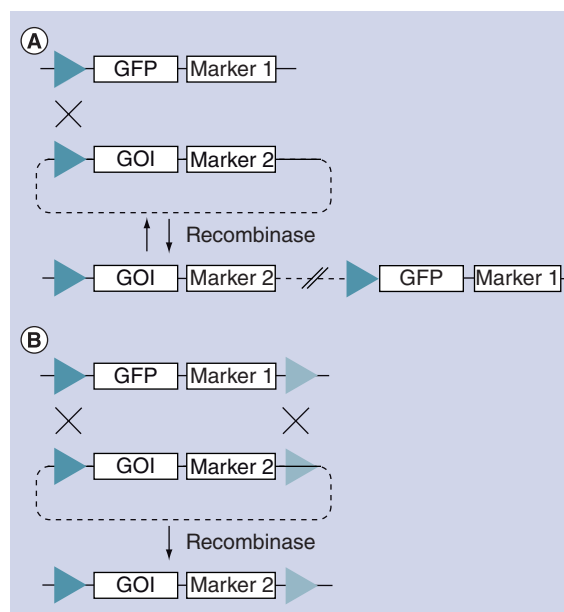 A
GFP Marker 1
GOI Marker 2
Recombinase
GOI Marker 2 GFP Marker 1
B
GFP Marker 1
GOI Marker 2
Recombinase
GOI Marker 2